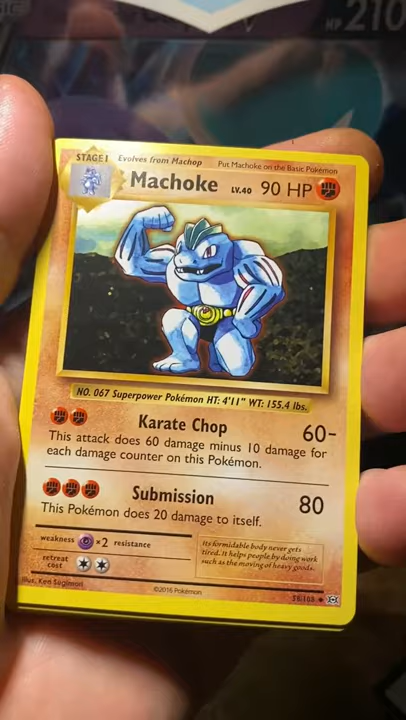 HP 210
STAGE 1 Evolves from Machop Put Machoke on the Basic Pokémon
Machoke LV.40 90 HP
NO. 067 Superpower Pokémon HT: 4'11" WT: 155.4 lbs.
Karate Chop 60-
This attack does 60 damage minus 10 damage for
each damage counter on this Pokémon.
Submission 80
This Pokémon does 20 damage to itself.
weakness ×2 resistance
retreat
cost
Its formidable body never gets
tired. It helps people by doing work
such as the moving of heavy goods.
Illus. Ken Sugimori
©2016 Pokémon
58/108